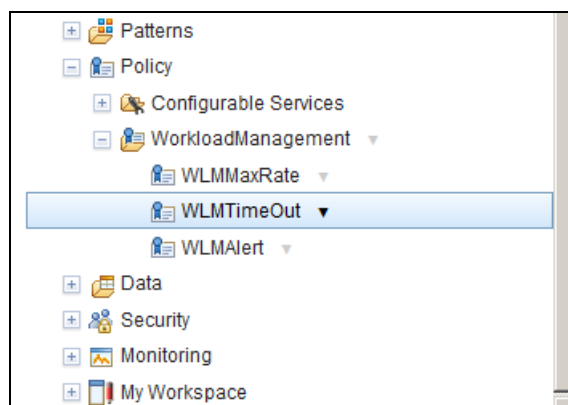 Patterns
Policy
Configurable Services
WorkloadManagement
WLMMaxRate
WLMTimeOut
WLMAlert
Data
Security
Monitoring
My Workspace